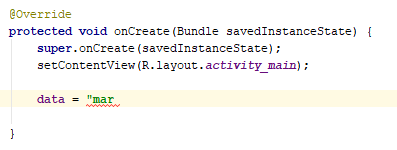 @Override
protected void onCreate(Bundle savedInstanceState) {
super.onCreate(savedInstanceState);
setContentView(R.layout.activity_main);
data = "mar
}